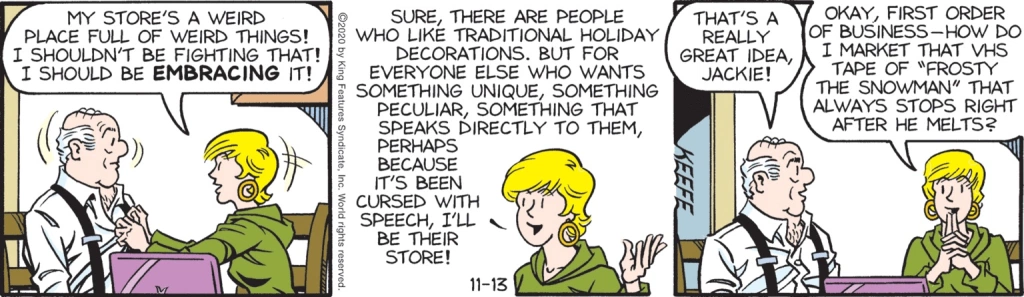 MY STORE'S A WEIRD
PLACE FULL OF WEIRD THINGS!
I SHOULDN'T BE FIGHTING THAT!
I SHOULD BE EMBRACING IT!
©2020 by King Features Syndicate, Inc. World rights reserved.
SURE, THERE ARE PEOPLE
WHO LIKE TRADITIONAL HOLIDAY
DECORATIONS. BUT FOR
EVERYONE ELSE WHO WANTS
SOMETHING UNIQUE, SOMETHING
PECULIAR, SOMETHING THAT
SPEAKS DIRECTLY TO THEM,
PERHAPS
BECAUSE
IT'S BEEN
CURSED WITH
SPEECH, I'LL
BE THEIR
STORE!
11-13
THAT'S A
REALLY
GREAT IDEA,
JACKIE!
OKAY, FIRST ORDER
OF BUSINESS—HOW DO
I MARKET THAT VHS
TAPE OF "FROSTY
THE SNOWMAN" THAT
ALWAYS STOPS RIGHT
AFTER HE MELTS?